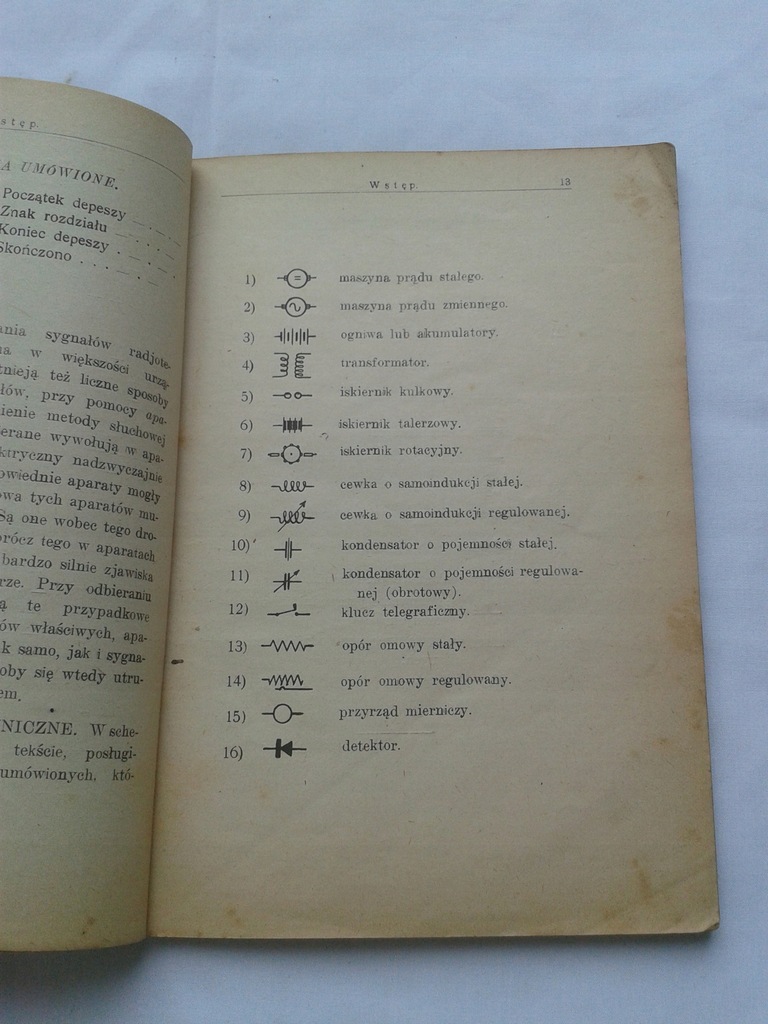 stęp.
A UMÓWIONE.
Początek depeszy
Znak rozdziału
Koniec depeszy
Skończono
ania sygnałów radjote-
na w większości urzą-
tnieją też liczne sposoby
łów, przy pomocy apa-
ienie metody słuchowej
erane wywołują w apa-
ktryczny nadzwyczajnie
owiednie aparaty mogły
owa tych aparatów mu-
Są one wobec tego dro-
prócz tego w aparatach
bardzo silnie zjawiska
rze. Przy odbieraniu
ą te przypadkowe
ów właściwych, apa-
k samo, jak i sygna-
oby się wtedy utru-
em.
NICZNE. W sche-
tekście, posługi-
umówionych, któ-
Wstęp. 13
1) maszyna prądu stałego.
2) maszyna prądu zmiennego.
3) ogniwa lub akumulatory.
4) transformator.
5) iskiernik kulkowy.
6) iskiernik talerzowy.
7) iskiernik rotacyjny.
8) cewka o samoindukcji stałej.
9) cewka o samoindukcji regulowanej.
10) kondensator o pojemności stałej.
11) kondensator o pojemności regulowa-
nej (obrotowy).
12) klucz telegraficzny.
13) opór omowy stały.
14) opór omowy regulowany.
15) przyrząd mierniczy.
16) detektor.